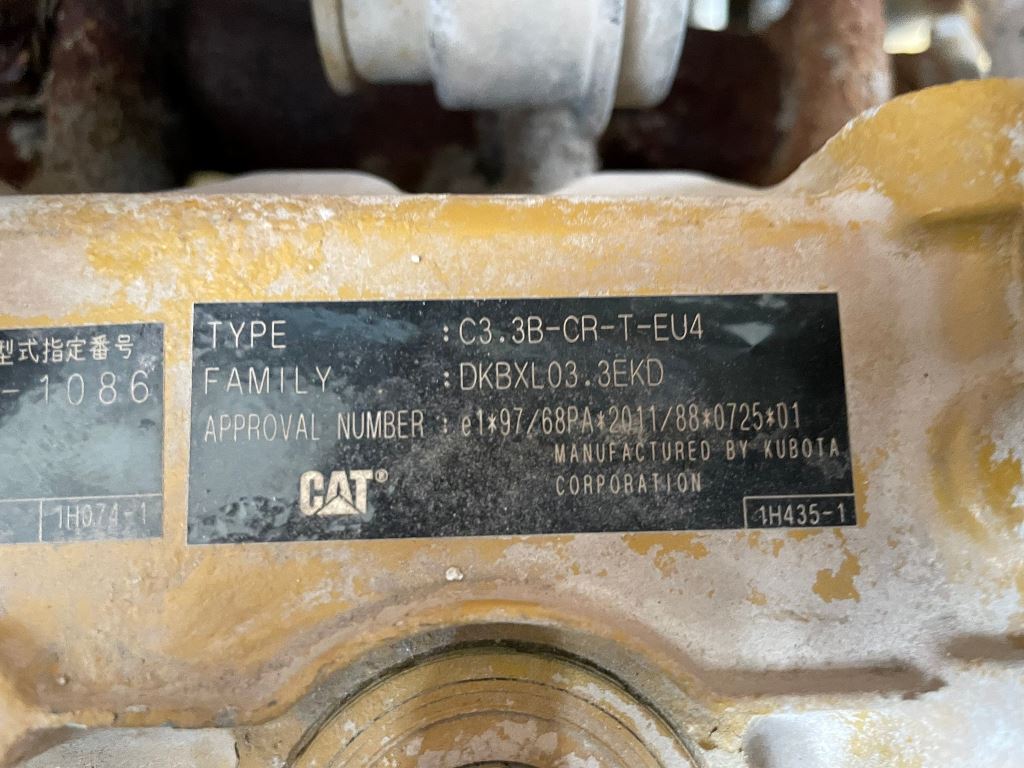 型式指定番号
-1086
1H074-1
TYPE :C3.3B-CR-T-EU4
FAMILY :DKBXL03.3EKD
APPROVAL NUMBER :e1*97/68PA*2011/88*0725*01
MANUFACTURED BY KUBOTA
CORPORATION
CAT®
1H435-1